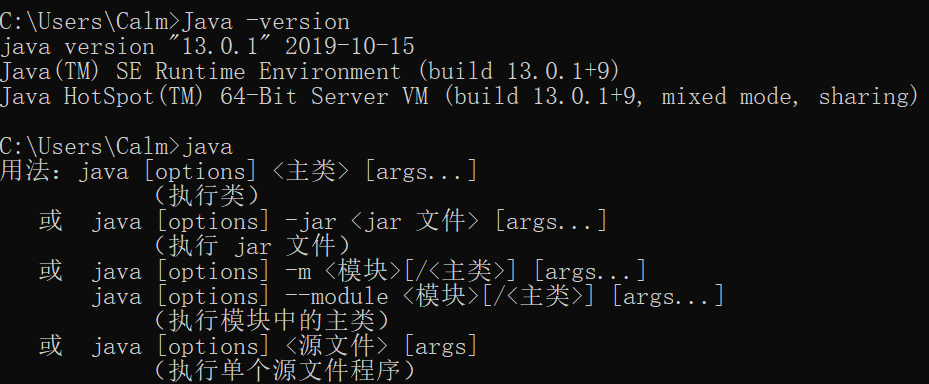 C:\Users\Calm>Java -version
java version "13.0.1" 2019-10-15
Java(TM) SE Runtime Environment (build 13.0.1+9)
Java HotSpot(TM) 64-Bit Server VM (build 13.0.1+9, mixed mode, sharing)
C:\Users\Calm>java
用法：java [options] <主类> [args...]
（执行类）
或 java [options] -jar <jar 文件> [args...]
（执行 jar 文件）
或 java [options] -m <模块>[/<主类>] [args...]
java [options] --module <模块>[/<主类>] [args...]
（执行模块中的主类）
或 java [options] <源文件> [args]
（执行单个源文件程序）